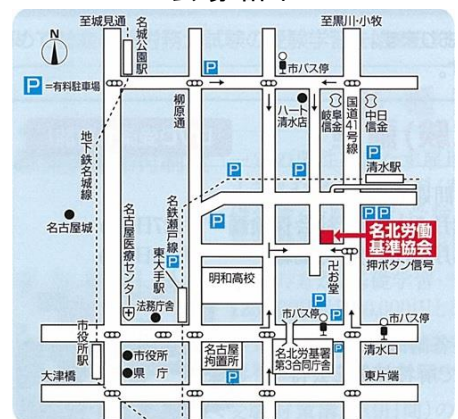 至城見通
至黒川・小牧
N
名城公園駅
P
市バス停
P=有料駐車場
柳原通
ハート清水店
岐阜信金
国道41号線
中日信金
P
地下鉄名城線
清水駅
P
P
P
名鉄瀬戸線
P
P P
名古屋城
名古屋医療センター
東大手駅
P
名北労働
基準協会
明和高校
卍お堂
押ボタン信号
法務庁舎
P
P
市バス停
市バス停
市役所駅
清水口
市役所
県庁
名古屋拘置所
名北労基署
第3合同庁舎
大津橋
P
東片端